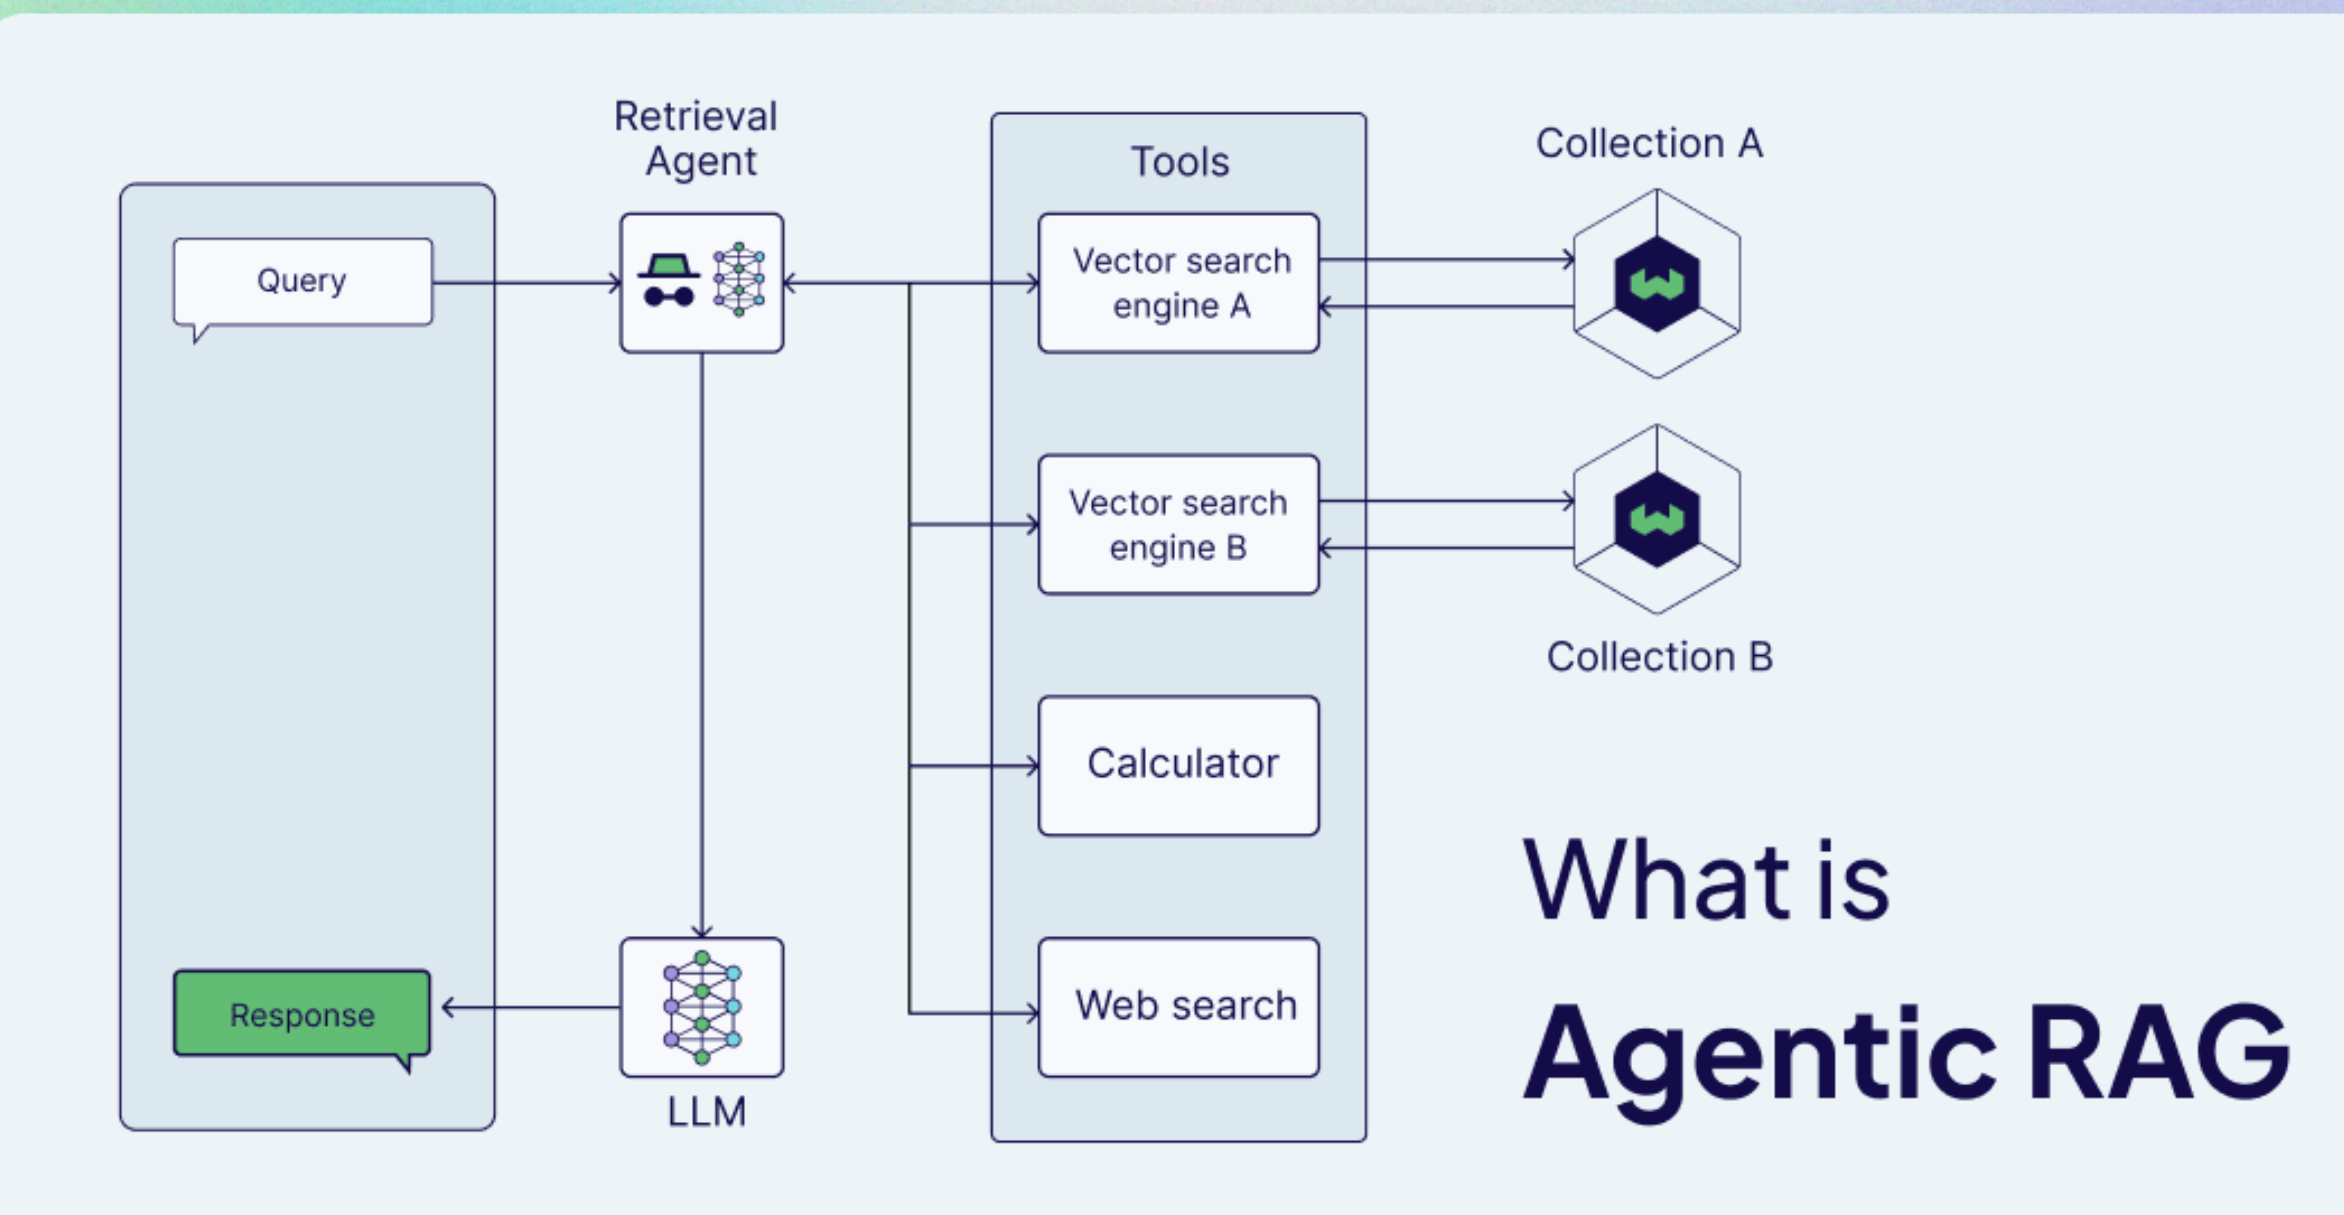 Retrieval
Agent
Tools
Collection A
Query
Vector search
engine A
Vector search
engine B
Collection B
Calculator
What is
Agentic RAG
Web search
Response
LLM